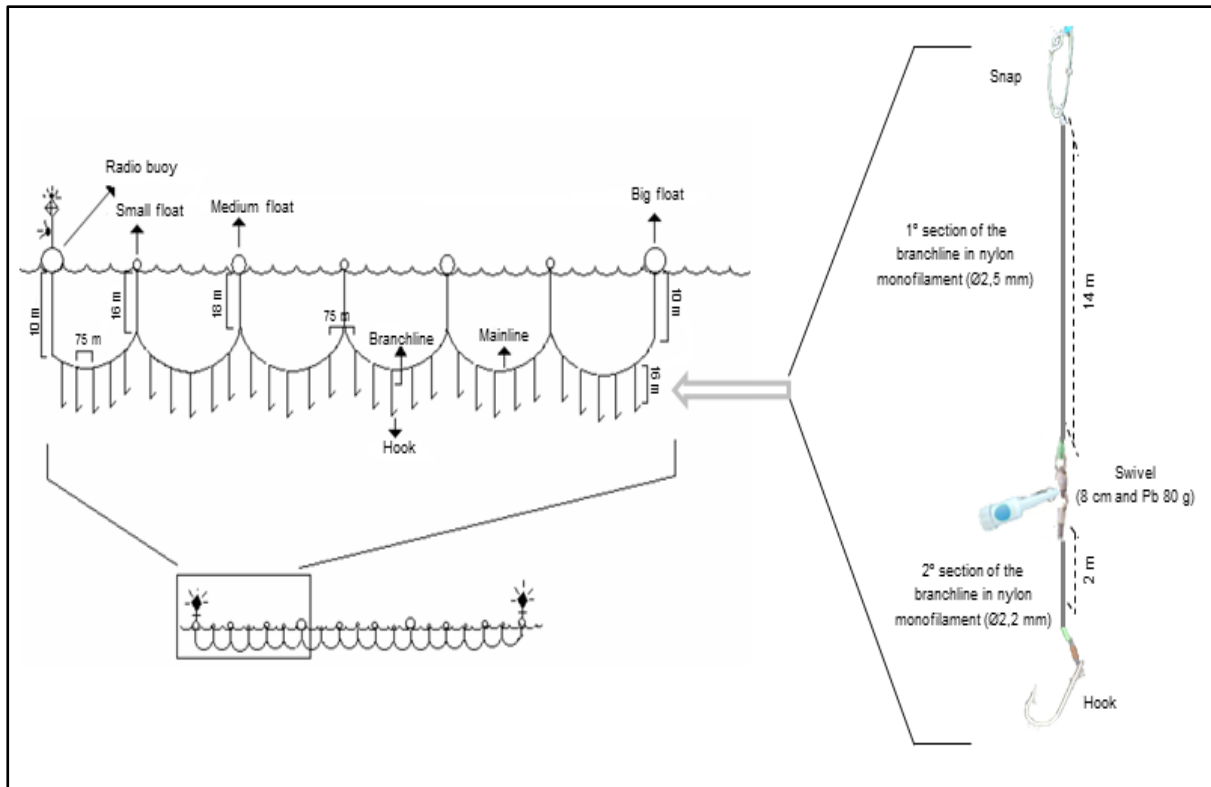 Radio buoy
Small float
Medium float
Big float
10 m
16 m
18 m
10 m
75 m
75 m
Branchline
Mainline
16 m
Hook
Snap
1º section of the
branchline in nylon
monofilament (Ø2,5 mm)
14 m
Swivel
(8 cm and Pb 80 g)
2º section of the
branchline in nylon
monofilament (Ø2,2 mm)
2 m
Hook